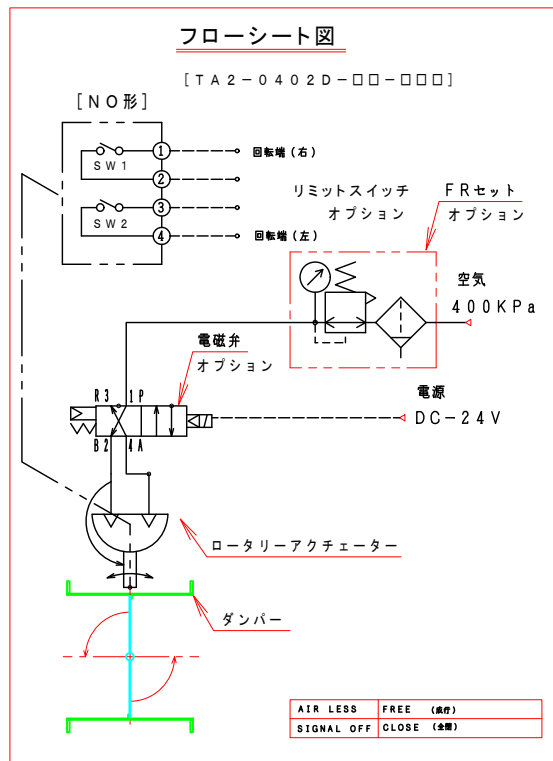 フローシート図
[TA2-0402D-□□-□□□]
[NO形]
1
SW1
2
3
SW2
4
回転端(右)
回転端(左)
リミットスイッチ
オプション
FRセット
オプション
空気
400KPa
電磁弁
オプション
R3 1P
B2 4A
電源
DC-24V
ロータリーアクチェーター
ダンパー
AIR LESS FREE
SIGNAL OFF CLOSE (全閉)